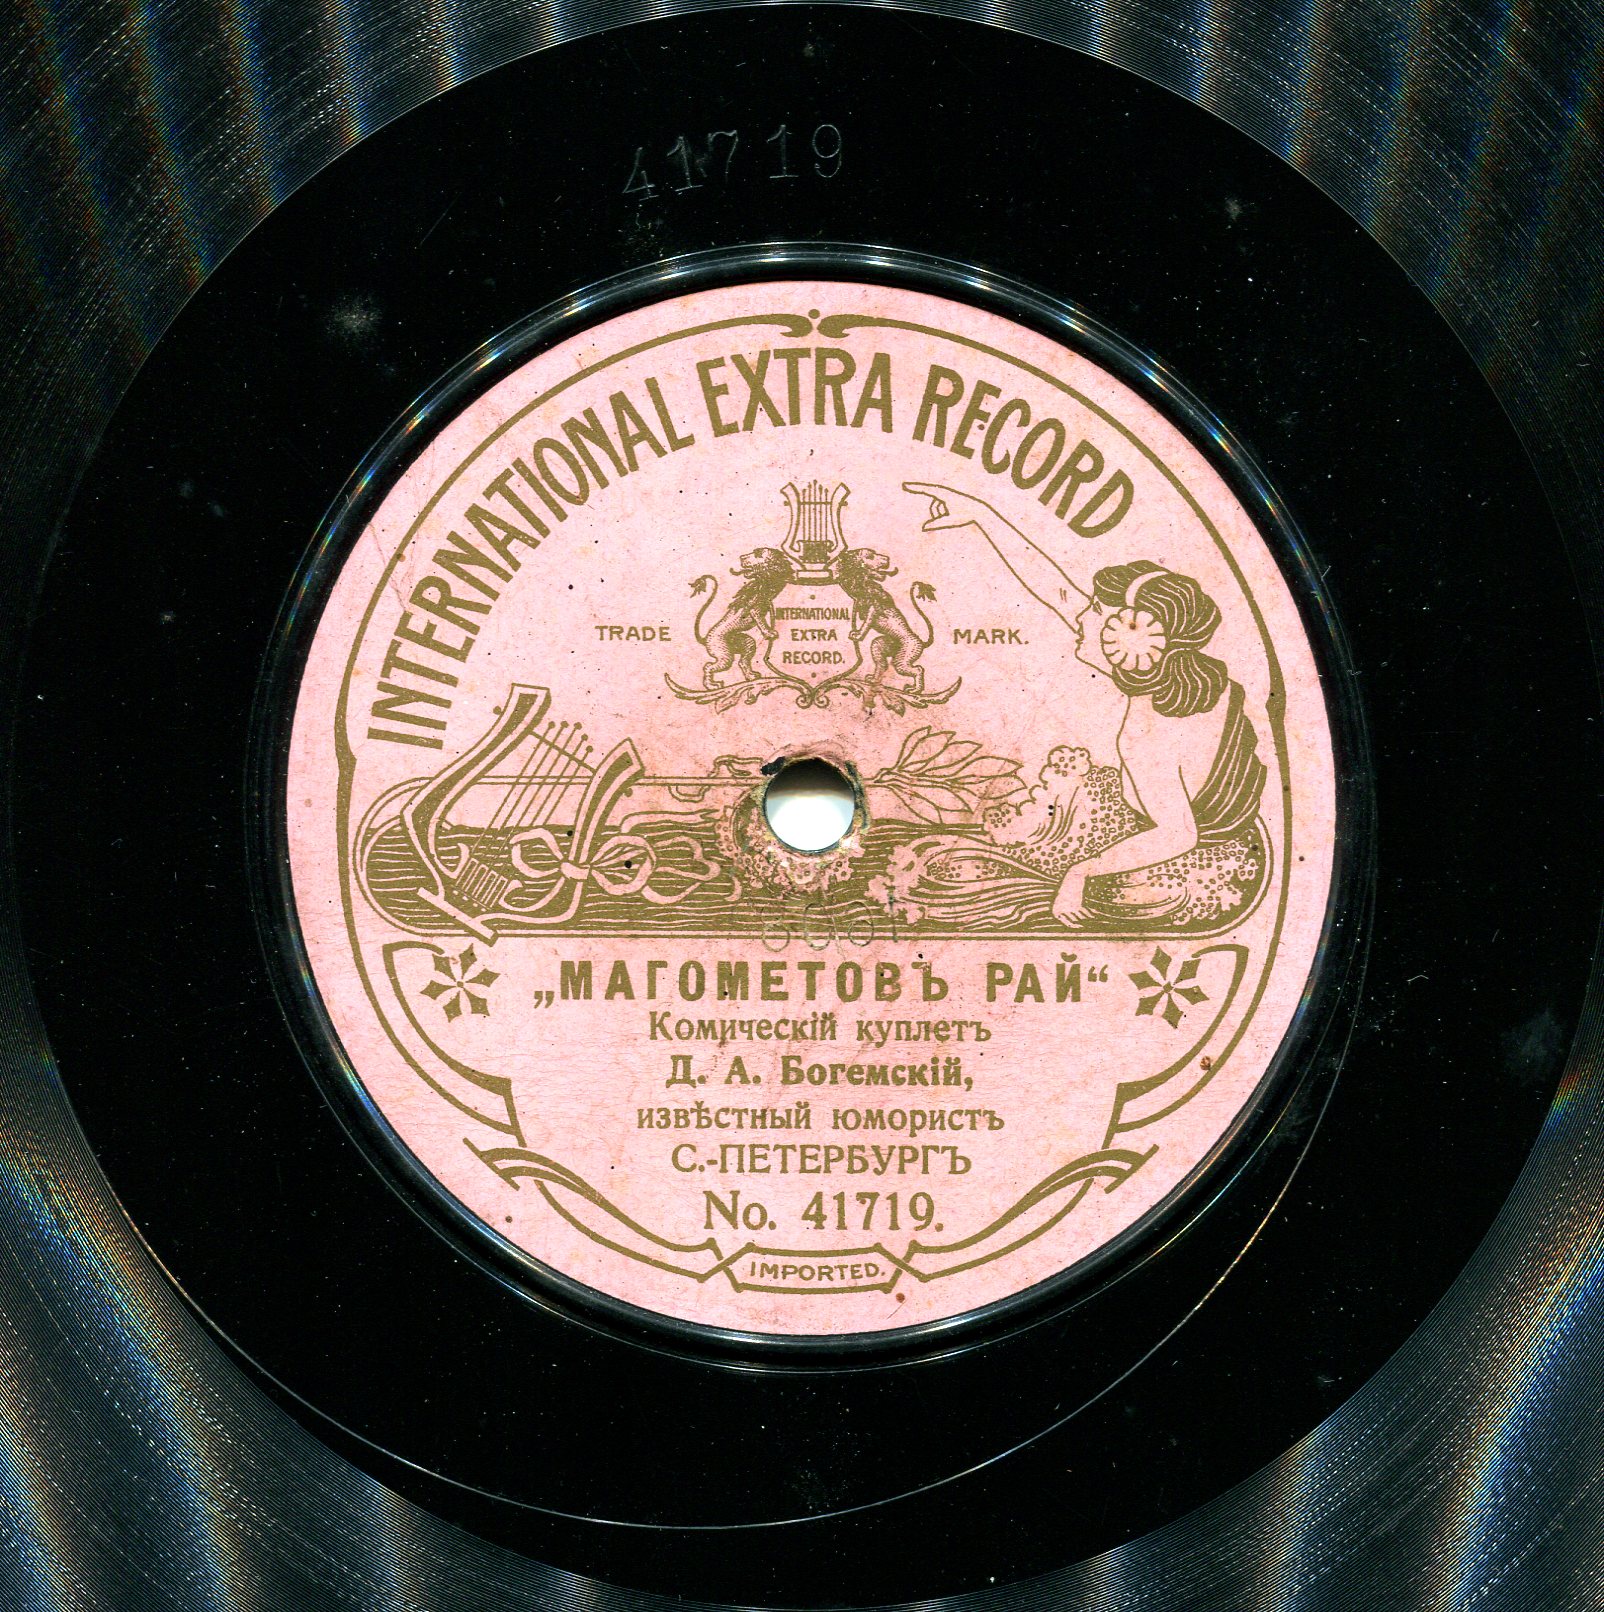 41719
INTERNATIONAL EXTRA RECORD
TRADE MARK.
INTERNATIONAL
EXTRA
RECORD.
„МАГОМЕТОВЪ РАЙ“
Комическій куплетъ
Д. А. Богемскій,
извѣстный юмористъ
С.-ПЕТЕРБУРГЪ
No. 41719.
IMPORTED.